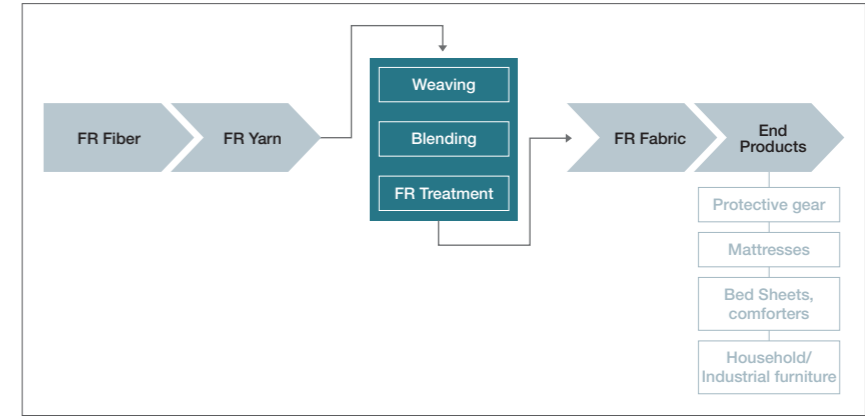 FR Fiber
FR Yarn
Weaving
Blending
FR Treatment
FR Fabric
End
Products
Protective gear
Mattresses
Bed Sheets,
comforters
Household/
Industrial furniture